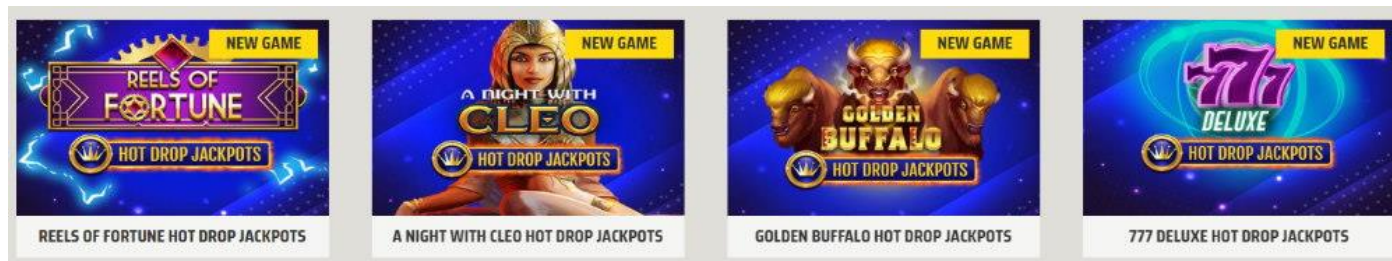 NEW GAME
REELS OF
FORTUNE
HOT DROP JACKPOTS
REELS OF FORTUNE HOT DROP JACKPOTS
NEW GAME
A NIGHT WITH
CLEO
HOT DROP JACKPOTS
A NIGHT WITH CLEO HOT DROP JACKPOTS
NEW GAME
GOLDEN
BUFFALO
HOT DROP JACKPOTS
GOLDEN BUFFALO HOT DROP JACKPOTS
NEW GAME
777
DELUXE
HOT DROP JACKPOTS
777 DELUXE HOT DROP JACKPOTS